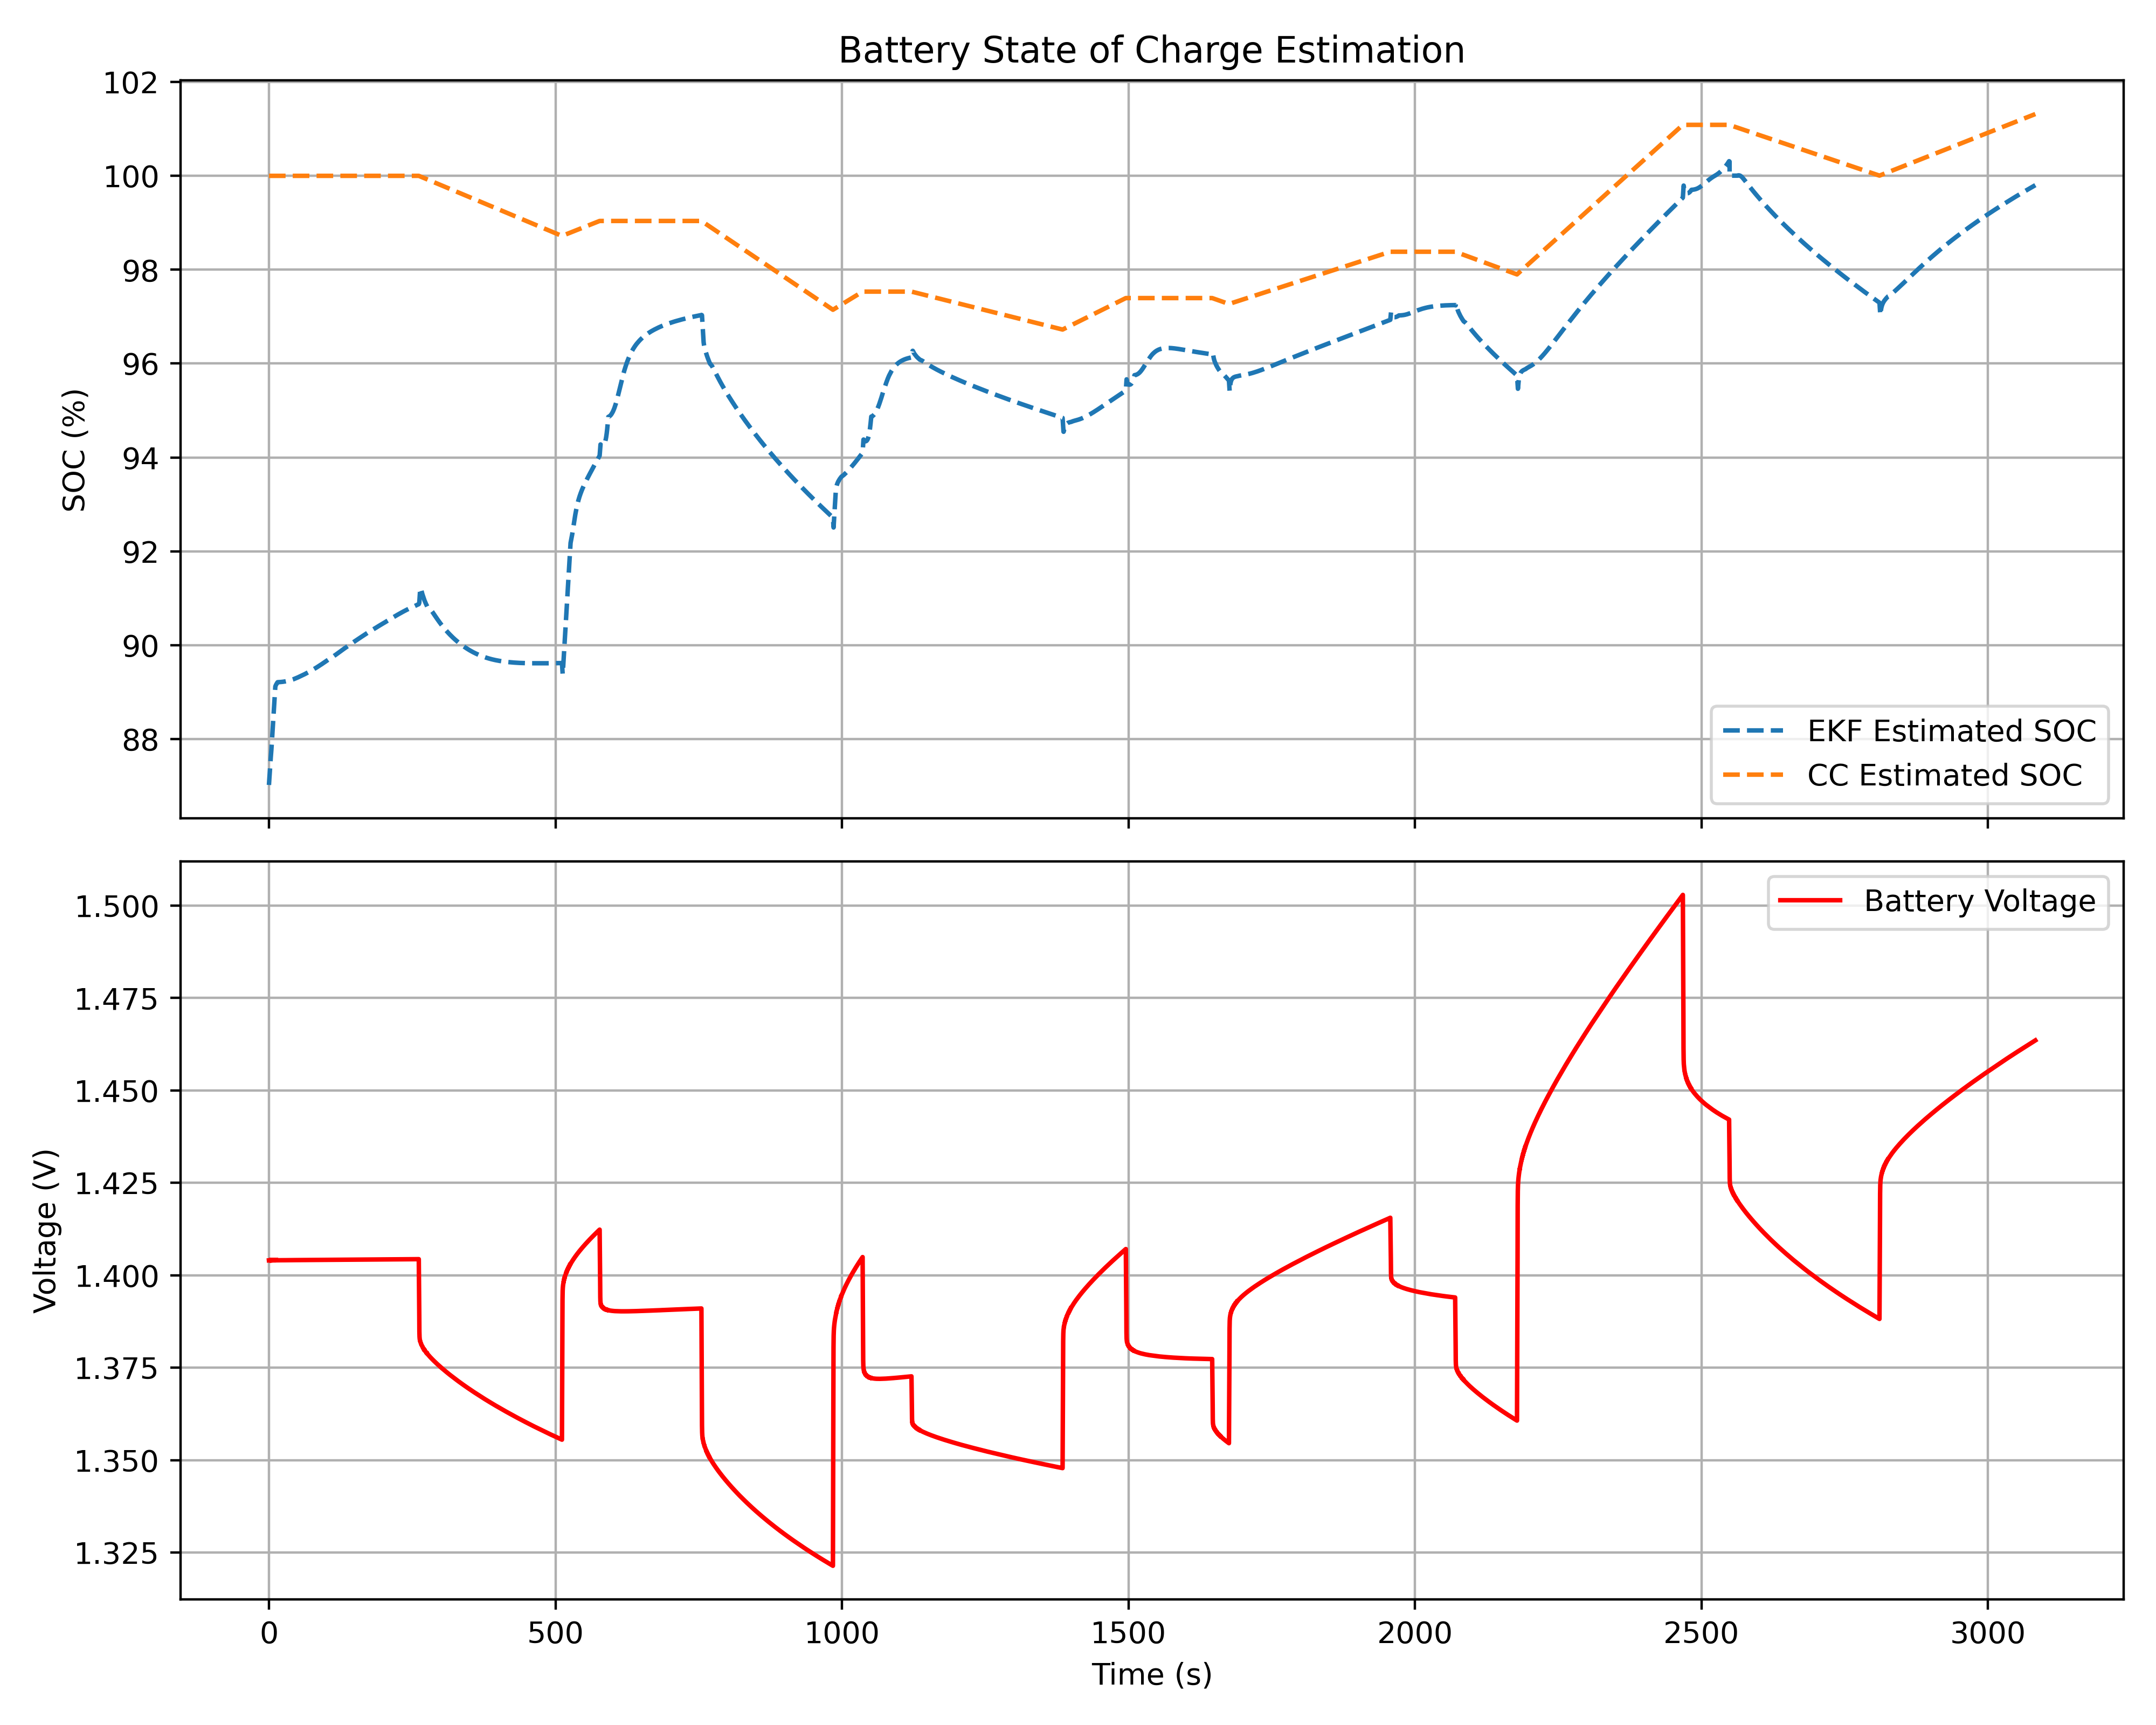 Battery State of Charge Estimation
102
100
98
96
94
92
90
88
SOC (%)
EKF Estimated SOC
CC Estimated SOC
1.500
1.475
1.450
1.425
1.400
1.375
1.350
1.325
Voltage (V)
Battery Voltage
0 500 1000 1500 2000 2500 3000
Time (s)